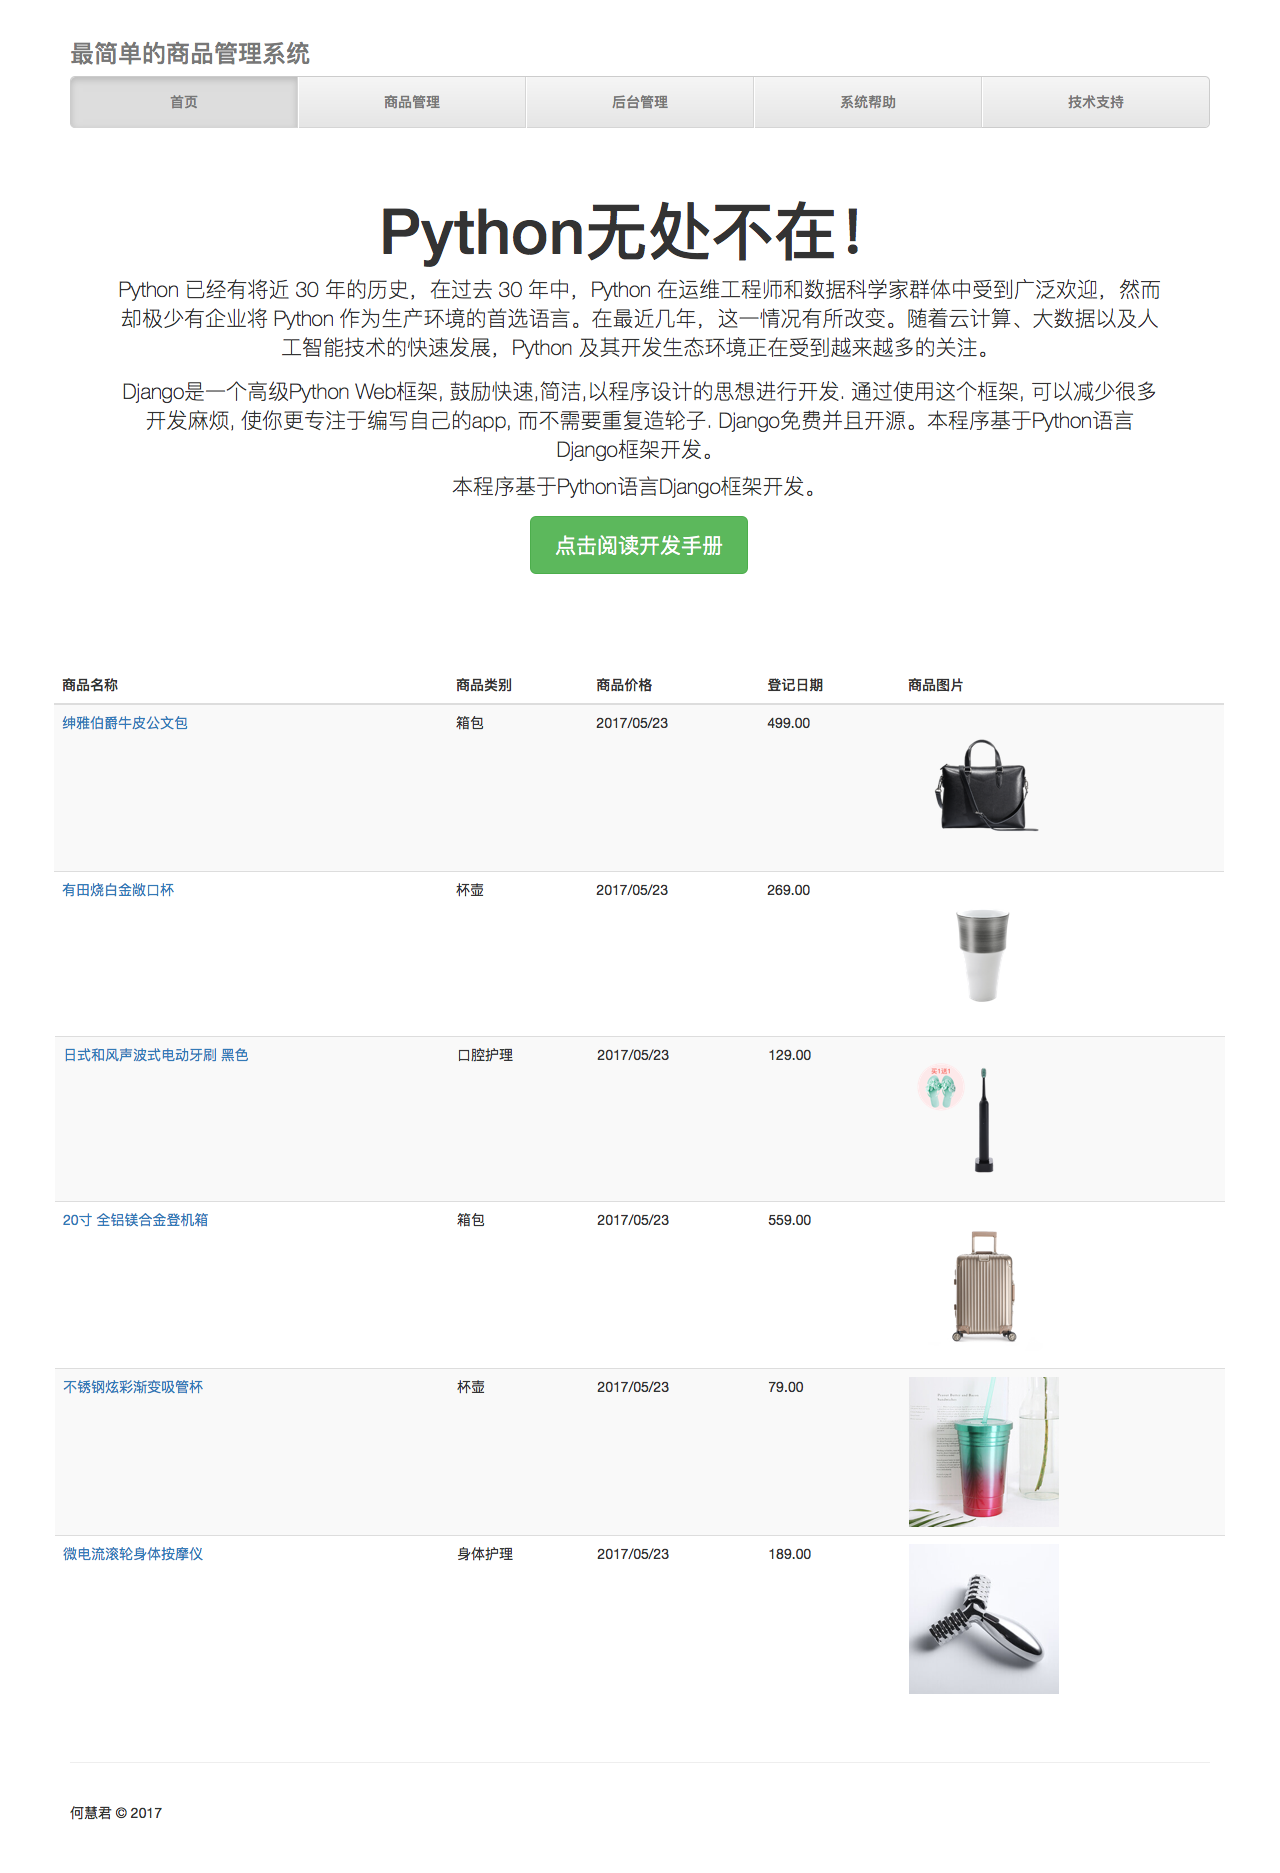 最简单的商品管理系统
首页 商品管理 后台管理 系统帮助 技术支持
Python无处不在！
Python 已经有将近 30 年的历史，在过去 30 年中，Python 在运维工程师和数据科学家群体中受到广泛欢迎，然而
却极少有企业将 Python 作为生产环境的首选语言。在最近几年，这一情况有所改变。随着云计算、大数据以及人
工智能技术的快速发展，Python 及其开发生态环境正在受到越来越多的关注。
Django是一个高级Python Web框架, 鼓励快速,简洁,以程序设计的思想进行开发. 通过使用这个框架, 可以减少很多
开发麻烦, 使你更专注于编写自己的app, 而不需要重复造轮子. Django免费并且开源。本程序基于Python语言
Django框架开发。
本程序基于Python语言Django框架开发。
点击阅读开发手册
商品名称 商品类别 商品价格 登记日期 商品图片
绅雅伯爵牛皮公文包 箱包 2017/05/23 499.00
有田烧白金敞口杯 杯壶 2017/05/23 269.00
日式和风声波式电动牙刷 黑色 口腔护理 2017/05/23 129.00
买1送1
20寸 全铝镁合金登机箱 箱包 2017/05/23 559.00
不锈钢炫彩渐变吸管杯 杯壶 2017/05/23 79.00
微电流滚轮身体按摩仪 身体护理 2017/05/23 189.00
何慧君 © 2017